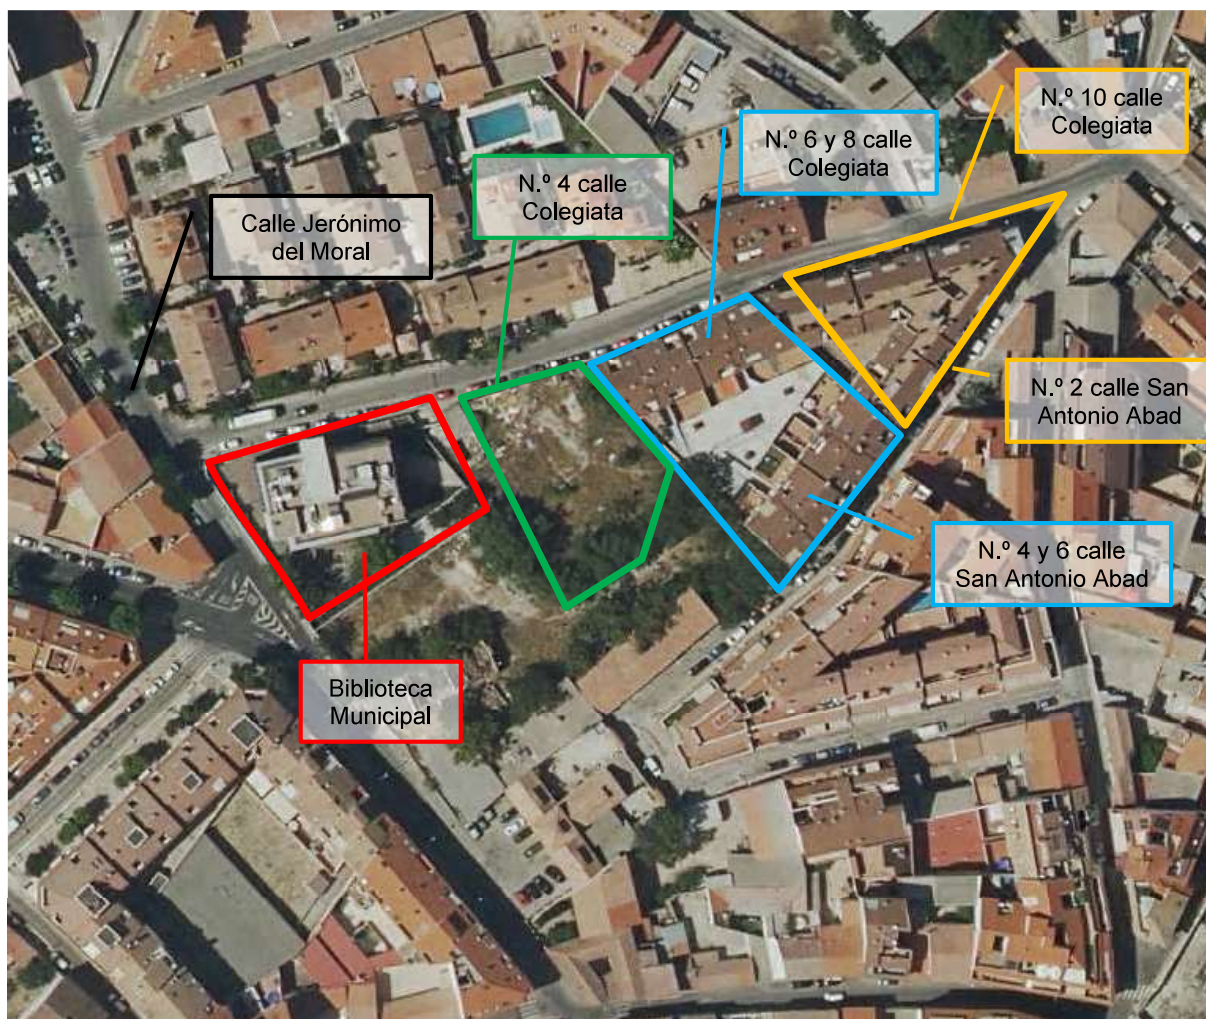 N.º 10 calle
Colegiata
N.º 6 y 8 calle
Colegiata
N.º 4 calle
Colegiata
Calle Jerónimo
del Moral
N.º 2 calle San
Antonio Abad
N.º 4 y 6 calle
San Antonio Abad
Biblioteca
Municipal